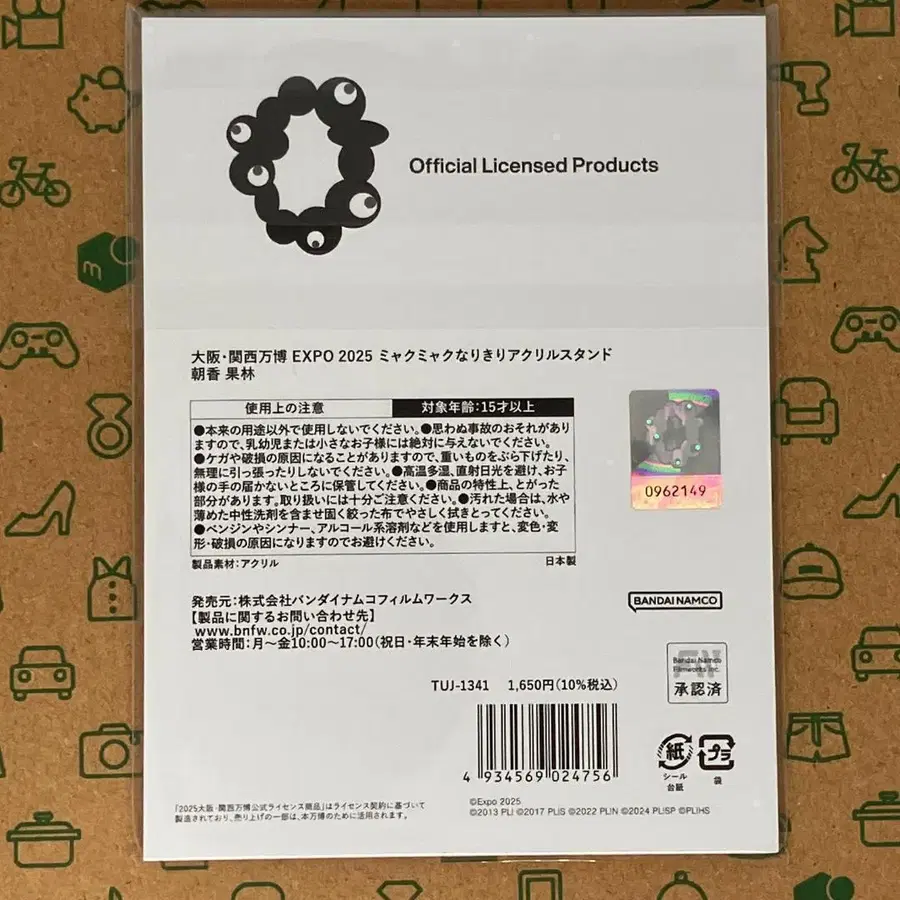 Official Licensed Products
大阪・関西万博 EXPO 2025 ミャクミャクなりきりアクリルスタンド
朝香 果林
使用上の注意
対象年齢:15才以上
●本来の用途以外で使用しないでください。●思わぬ事故のおそれがあり
ますので、乳幼児または小さなお子様には絶対に与えないでください。
●ケガや破損の原因になることがありますので、重いものをぶら下げたり、
無理に引っ張ったりしないでください。●高温多湿、直射日光を避け、お子
様の手の届かないところに保管してください。●商品の特性上、とがった
部分があります。取り扱いには十分ご注意ください。●汚れた場合は、水や
薄めた中性洗剤を含ませ固く絞った布でやさしく拭きとってください。
●ベンジンやシンナー、アルコール系溶剤などを使用しますと、変色・変
形・破損の原因になりますのでお避けください。
製品素材:アクリル
日本製
0962149
発売元:株式会社バンダイナムコフィルムワークス
【製品に関するお問い合わせ先】
www.bnfw.co.jp/contact/
営業時間:月〜金10:00〜17:00(祝日・年末年始を除く)
BANDAI NAMCO
Bandai Namco
Filmworks Inc.
承認済
TUJ-1341 1,650円(10%税込)
4 934569 024756
紙
シール
台紙
プラ
袋
「2025大阪・関西万博公式ライセンス商品」はライセンス契約に基づいて
製造されており、売り上げの一部は、本万博のために活用されます。
©Expo 2025
©2013 PL! ©2017 PL!S ©2022 PL!N ©2024 PL!SP ©PL!HS